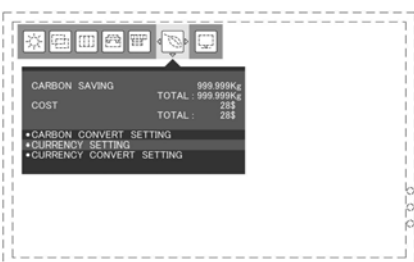 CARBON SAVING 999.999Kg
TOTAL : 999.999Kg
COST 28$
TOTAL : 28$
CARBON CONVERT SETTING
CURRENCY SETTING
CURRENCY CONVERT SETTING